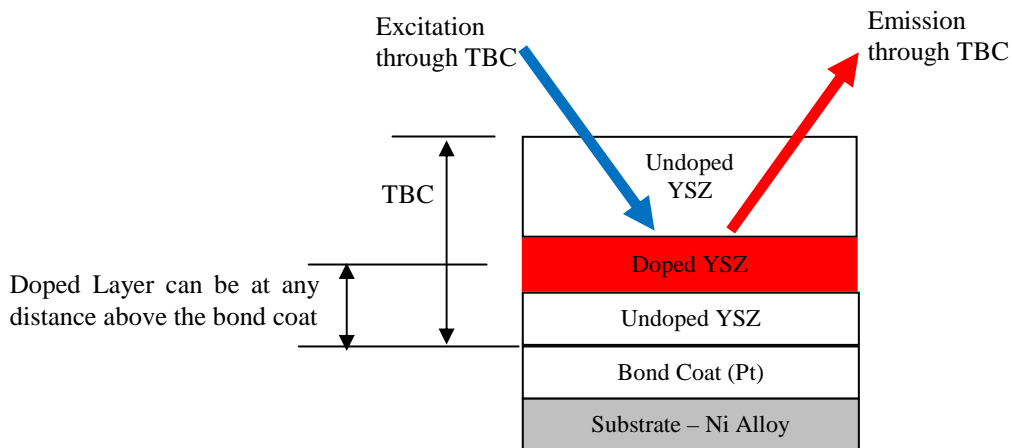 Excitation
through TBC
Emission
through TBC
Undoped
YSZ
TBC
Doped YSZ
Doped Layer can be at any
distance above the bond coat
Undoped YSZ
Bond Coat (Pt)
Substrate – Ni Alloy